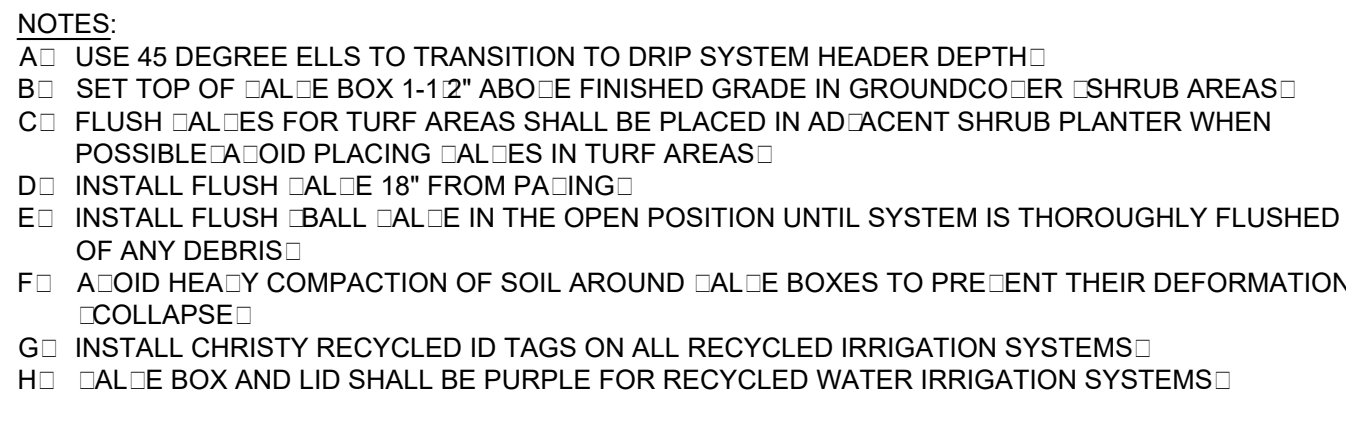 NOTES:
A□ USE 45 DEGREE ELLS TO TRANSITION TO DRIP SYSTEM HEADER DEPTH□
B□ SET TOP OF □AL□E BOX 1-1□2" ABO□E FINISHED GRADE IN GROUNDCO□ER □SHRUB AREAS□
C□ FLUSH □AL□ES FOR TURF AREAS SHALL BE PLACED IN AD□ACENT SHRUB PLANTER WHEN
POSSIBLE□A□OID PLACING □AL□ES IN TURF AREAS□
D□ INSTALL FLUSH □AL□E 18" FROM PA□ING□
E□ INSTALL FLUSH □BALL □AL□E IN THE OPEN POSITION UNTIL SYSTEM IS THOROUGHLY FLUSHED
OF ANY DEBRIS□
F□ A□OID HEA□Y COMPACTION OF SOIL AROUND □AL□E BOXES TO PRE□ENT THEIR DEFORMATION
□COLLAPSE□
G□ INSTALL CHRISTY RECYCLED ID TAGS ON ALL RECYCLED IRRIGATION SYSTEMS□
H□ □AL□E BOX AND LID SHALL BE PURPLE FOR RECYCLED WATER IRRIGATION SYSTEMS□